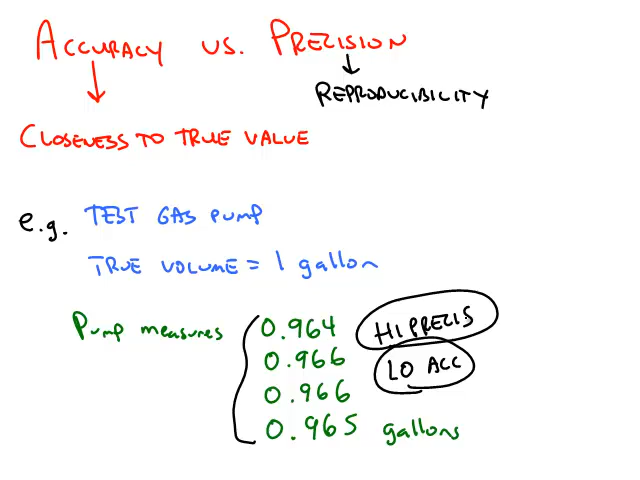 ACCURACY vs. PRECISION
REPRODUCIBILITY
CLOSENESS TO TRUE VALUE
e.g. TEST GAS PUMP
TRUE VOLUME = 1 gallon
Pump measures 0.964 HI PRECIS
0.966 LO ACC
0.966
0.965 gallons